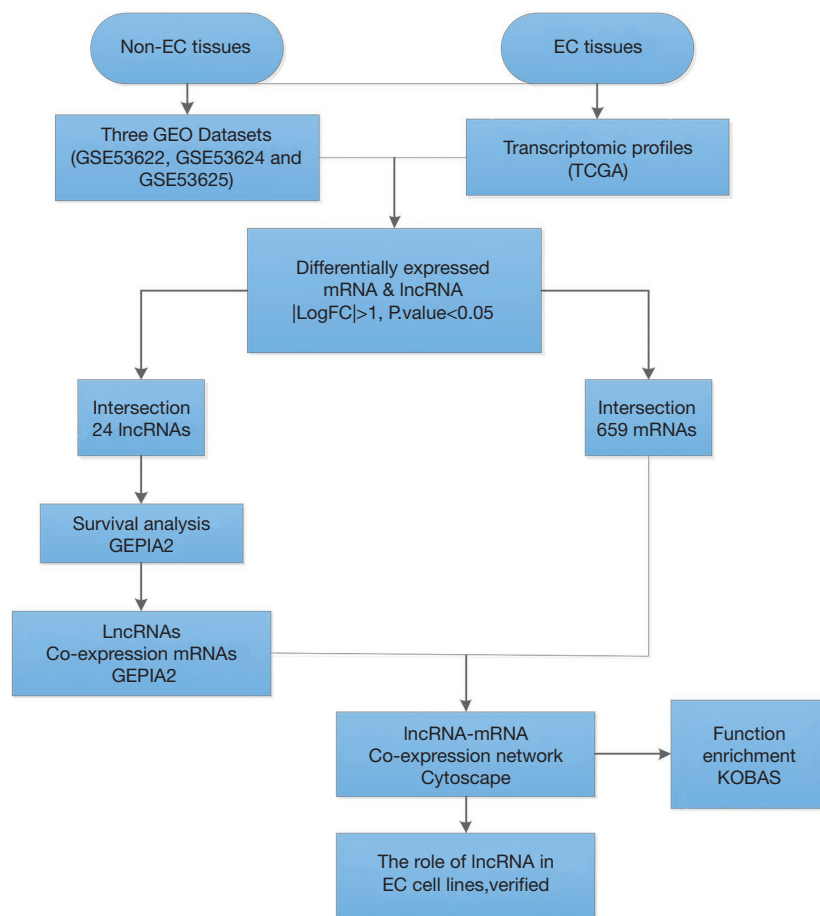 Non-EC tissues
EC tissues
Three GEO Datasets
(GSE53622, GSE53624 and
GSE53625)
Transcriptomic profiles
(TCGA)
Differentially expressed
mRNA & lncRNA
|LogFC|>1, P.value<0.05
Intersection
24 lncRNAs
Intersection
659 mRNAs
Survival analysis
GEPIA2
LncRNAs
Co-expression mRNAs
GEPIA2
lncRNA-mRNA
Co-expression network
Cytoscape
Function
enrichment
KOBAS
The role of lncRNA in
EC cell lines,verified